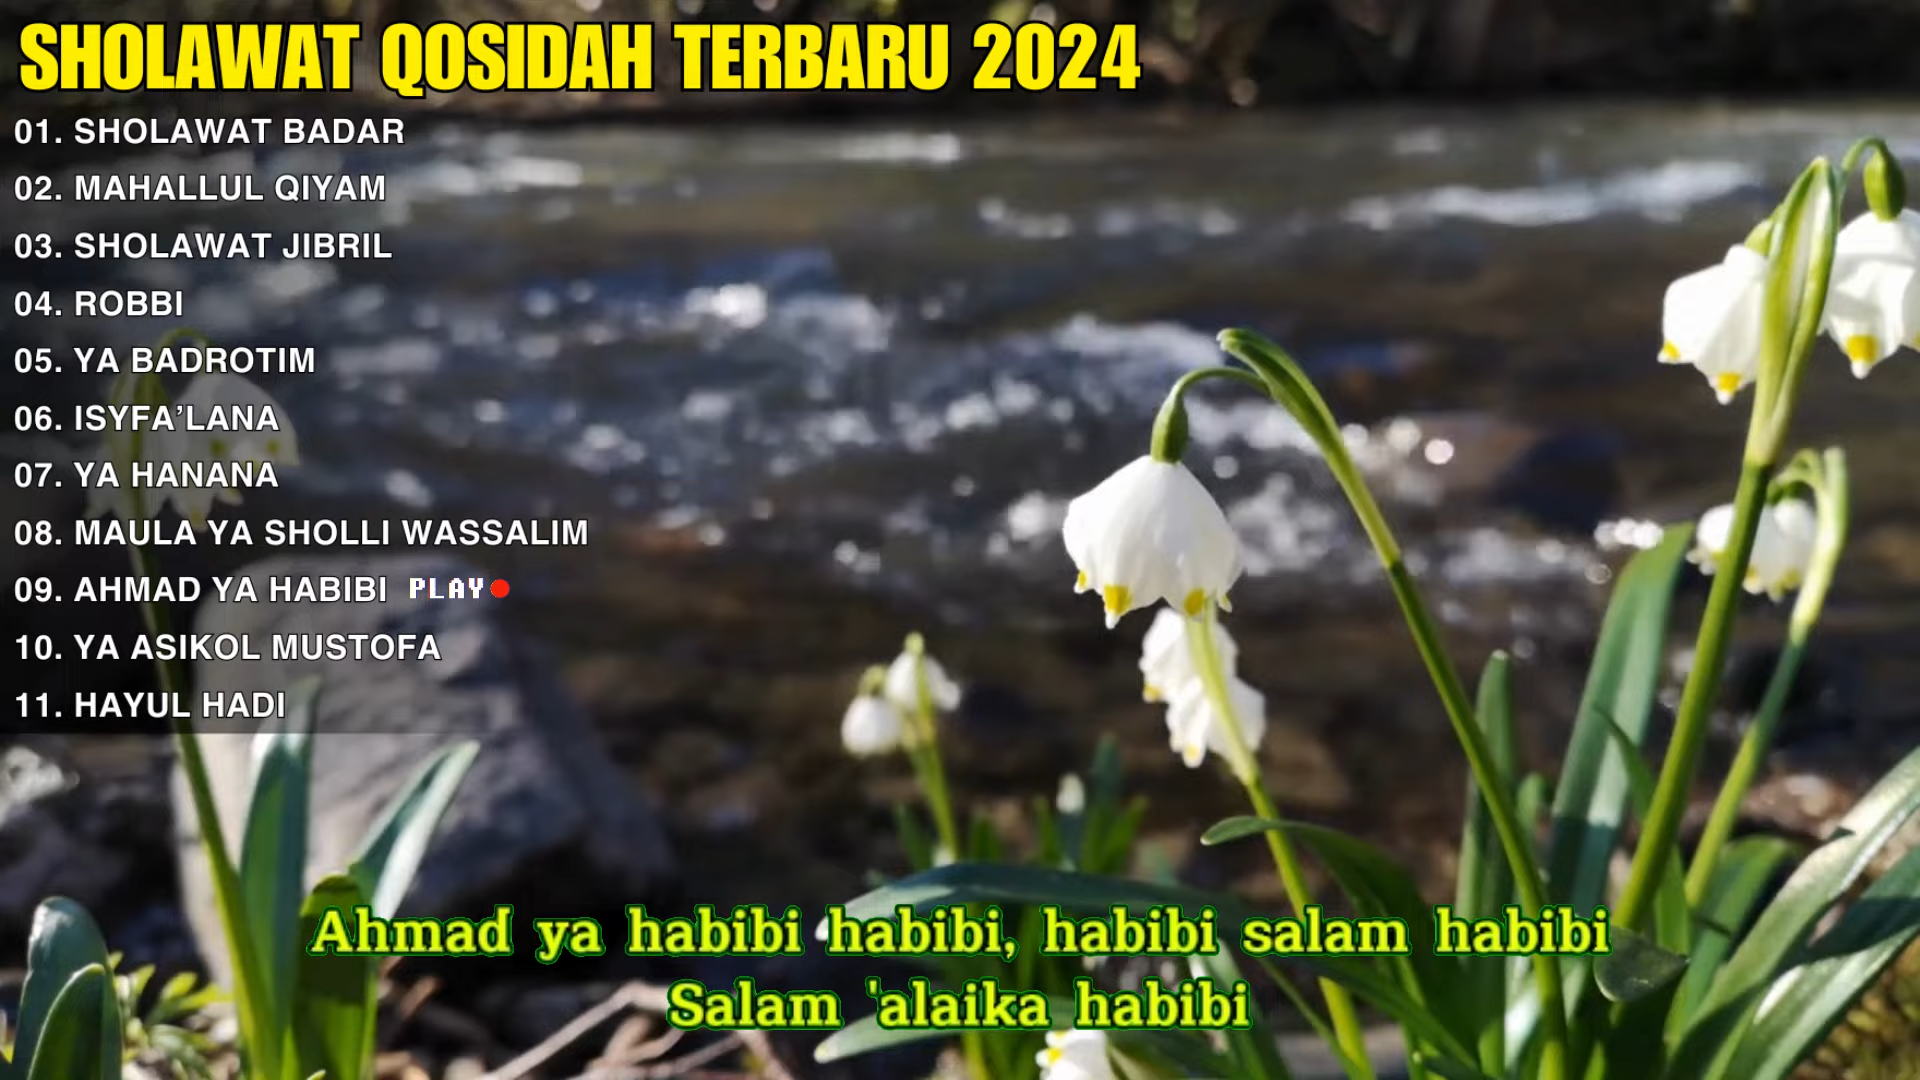 SHOLAWAT QOSIDAH TERBARU 2024
01. SHOLAWAT BADAR
02. MAHALLUL QIYAM
03. SHOLAWAT JIBRIL
04. ROBBI
05. YA BADROTIM
06. ISYFA’LANA
07. YA HANANA
08. MAULA YA SHOLLI WASSALIM
09. AHMAD YA HABIBI PLAY
10. YA ASIKOL MUSTOFA
11. HAYUL HADI
Ahmad ya habibi habibi, habibi salam habibi
Salam 'alaika habibi